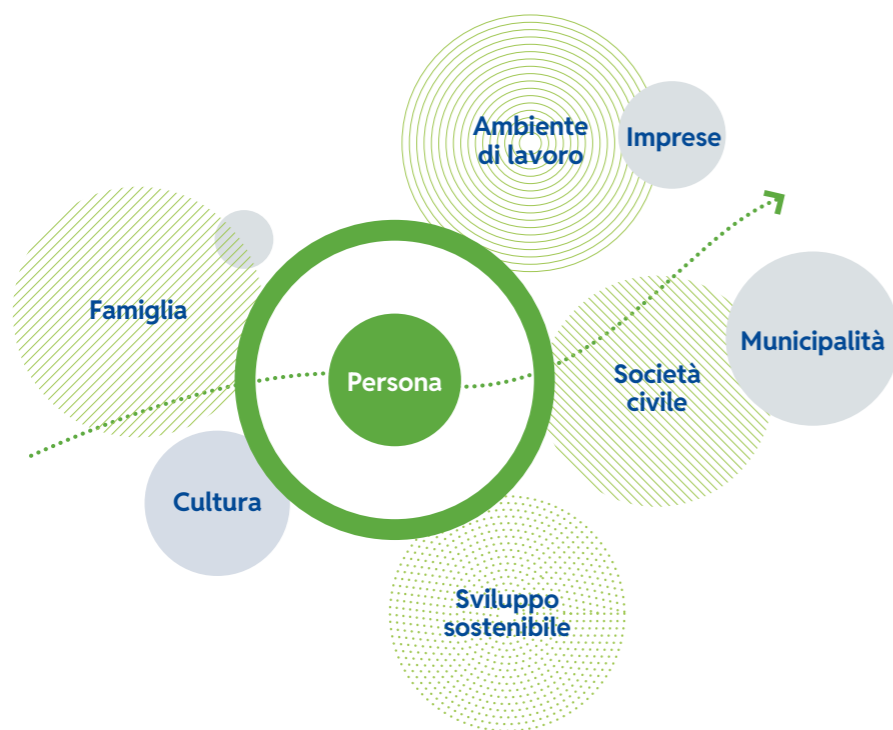 Ambiente
di lavoro
Imprese
Famiglia
Municipalità
Persona
Società
civile
Cultura
Sviluppo
sostenibile